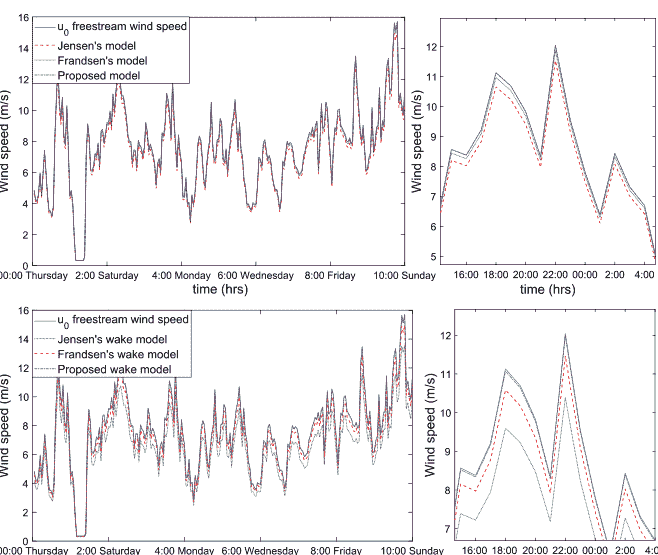 16
14
12
10
8
6
4
2
0
Wind speed (m/s)
u0 freestream wind speed
Jensen's model
Frandsen's model
Proposed model
00:00 Thursday 2:00 Saturday 4:00 Monday 6:00 Wednesday 8:00 Friday 10:00 Sunday
time (hrs)
12
11
10
9
8
7
6
5
Wind speed (m/s)
16:00 18:00 20:00 22:00 00:00 2:00 4:00
time (hrs)
16
14
12
10
8
6
4
2
0
Wind speed (m/s)
u0 freestream wind speed
Jensen's wake model
Frandsen's wake model
Proposed wake model
00:00 Thursday 2:00 Saturday 4:00 Monday 6:00 Wednesday 8:00 Friday 10:00 Sunday
12
11
10
9
8
7
Wind speed (m/s)
16:00 18:00 20:00 22:00 00:00 2:00